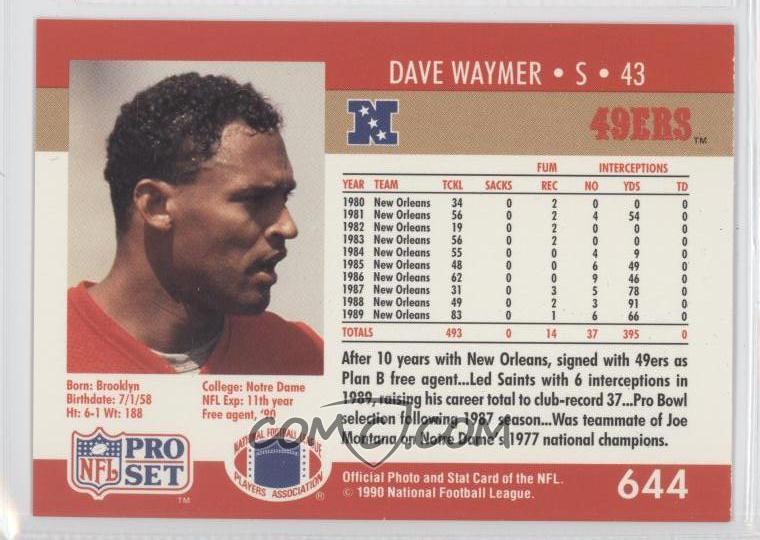 DAVE WAYMER • S • 43
N
49ERS TM
FUM INTERCEPTIONS
YEAR TEAM TCKL SACKS REC NO YDS TD
1980 New Orleans 34 0 2 0 0 0
1981 New Orleans 56 0 2 4 54 0
1982 New Orleans 19 0 2 0 0 0
1983 New Orleans 56 0 2 0 0 0
1984 New Orleans 55 0 0 4 9 0
1985 New Orleans 48 0 0 6 49 0
1986 New Orleans 62 0 0 9 46 0
1987 New Orleans 31 0 3 5 78 0
1988 New Orleans 49 0 2 3 91 0
1989 New Orleans 83 0 1 6 66 0
TOTALS 493 0 14 37 395 0
After 10 years with New Orleans, signed with 49ers as
Plan B free agent...Led Saints with 6 interceptions in
1989, raising his career total to club-record 37...Pro Bowl
selection following 1987 season...Was teammate of Joe
Montana on Notre Dame's 1977 national champions.
Born: Brooklyn
Birthdate: 7/1/58
Ht: 6-1 Wt: 188
College: Notre Dame
NFL Exp: 11th year
Free agent, '90
NFL
PRO
SET
TM
NATIONAL FOOTBALL LEAGUE
PLAYERS ASSOCIATION
®
COMC.com
Official Photo and Stat Card of the NFL.
© 1990 National Football League.
644